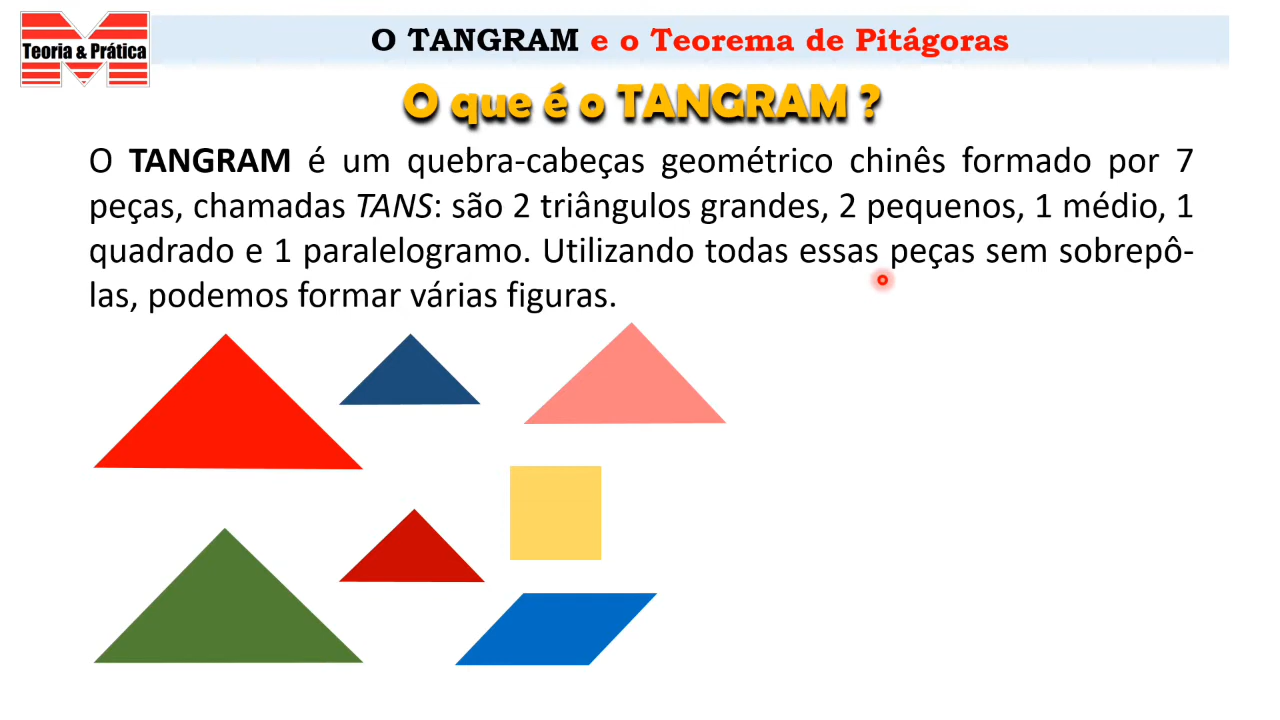 Teoria & Prática
O TANGRAM e o Teorema de Pitágoras
O que é o TANGRAM ?
O TANGRAM é um quebra-cabeças geométrico chinês formado por 7
peças, chamadas TANS: são 2 triângulos grandes, 2 pequenos, 1 médio, 1
quadrado e 1 paralelogramo. Utilizando todas essas peças sem sobrepô-
las, podemos formar várias figuras.